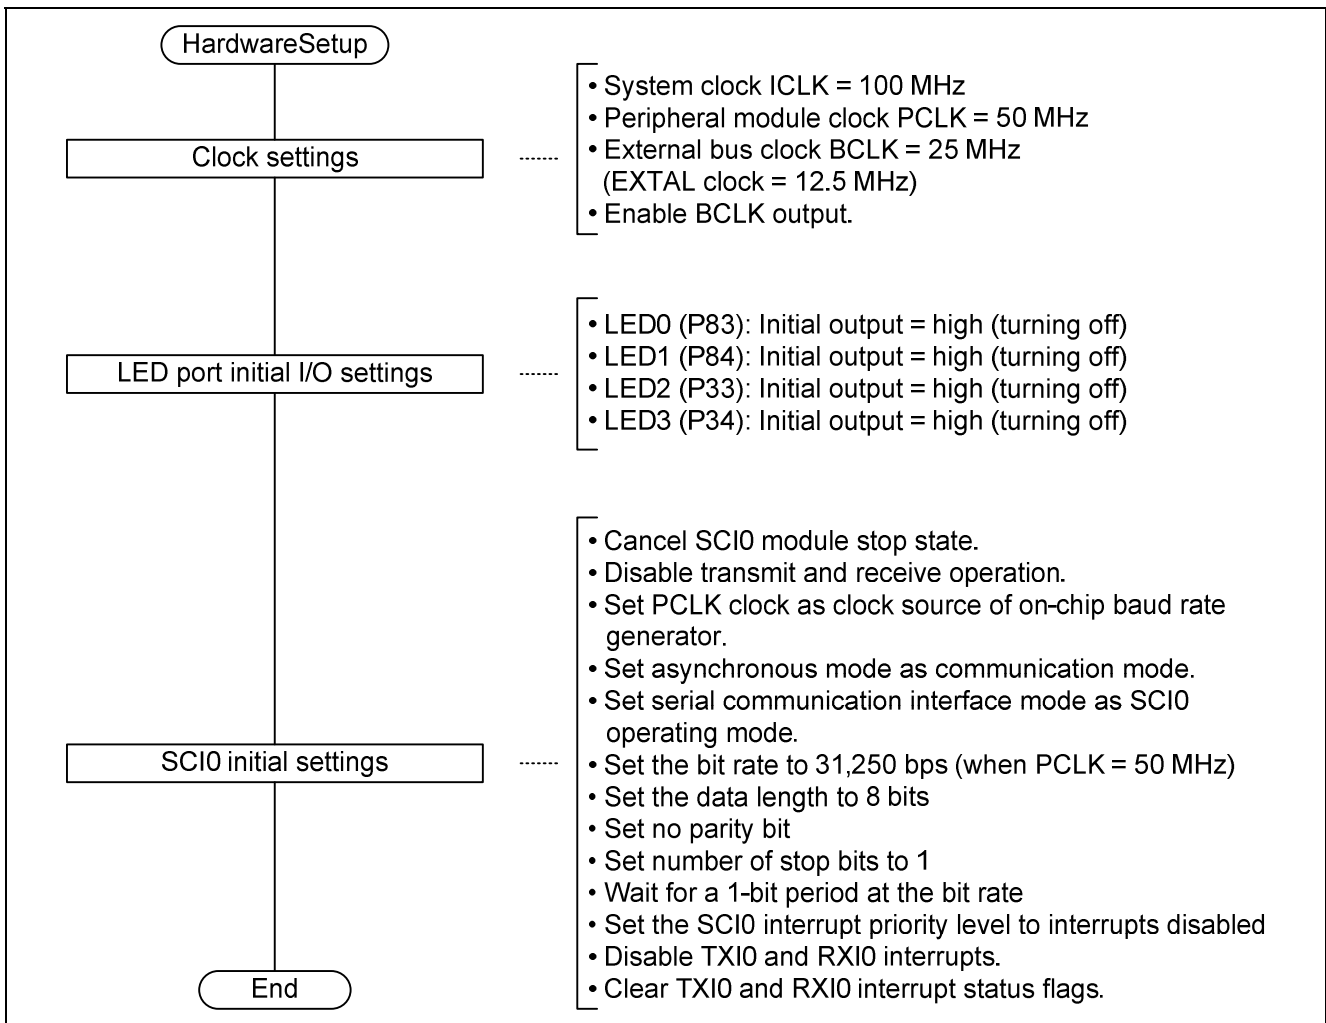 HardwareSetup
Clock settings
• System clock ICLK = 100 MHz
• Peripheral module clock PCLK = 50 MHz
• External bus clock BCLK = 25 MHz
(EXTAL clock = 12.5 MHz)
• Enable BCLK output.
LED port initial I/O settings
• LED0 (P83): Initial output = high (turning off)
• LED1 (P84): Initial output = high (turning off)
• LED2 (P33): Initial output = high (turning off)
• LED3 (P34): Initial output = high (turning off)
SCI0 initial settings
• Cancel SCI0 module stop state.
• Disable transmit and receive operation.
• Set PCLK clock as clock source of on-chip baud rate
generator.
• Set asynchronous mode as communication mode.
• Set serial communication interface mode as SCI0
operating mode.
• Set the bit rate to 31,250 bps (when PCLK = 50 MHz)
• Set the data length to 8 bits
• Set no parity bit
• Set number of stop bits to 1
• Wait for a 1-bit period at the bit rate
• Set the SCI0 interrupt priority level to interrupts disabled
• Disable TXI0 and RXI0 interrupts.
• Clear TXI0 and RXI0 interrupt status flags.
End